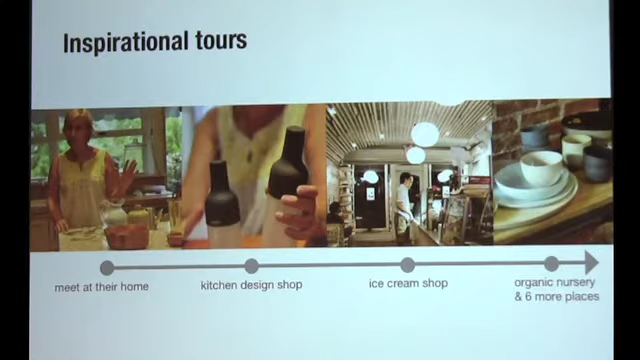 Inspirational tours
meet at their home
kitchen design shop
ice cream shop
organic nursery
& 6 more places